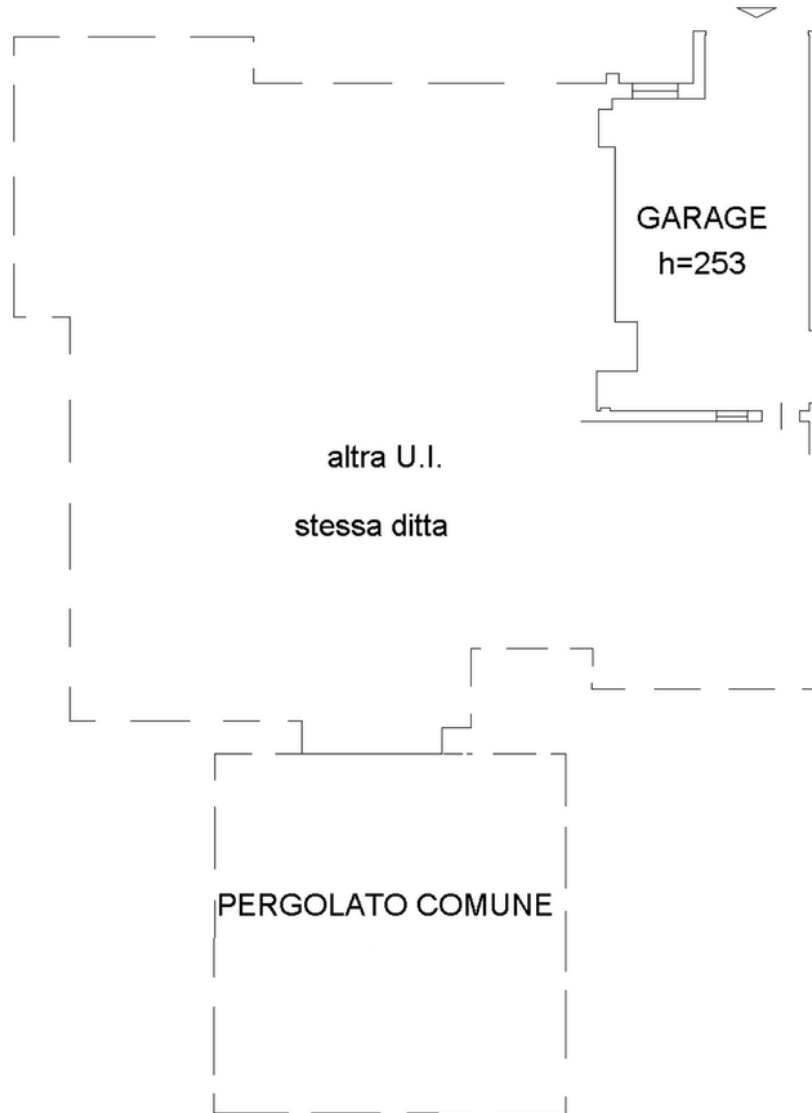 GARAGE
h=253
altra U.I.
stessa ditta
PERGOLATO COMUNE